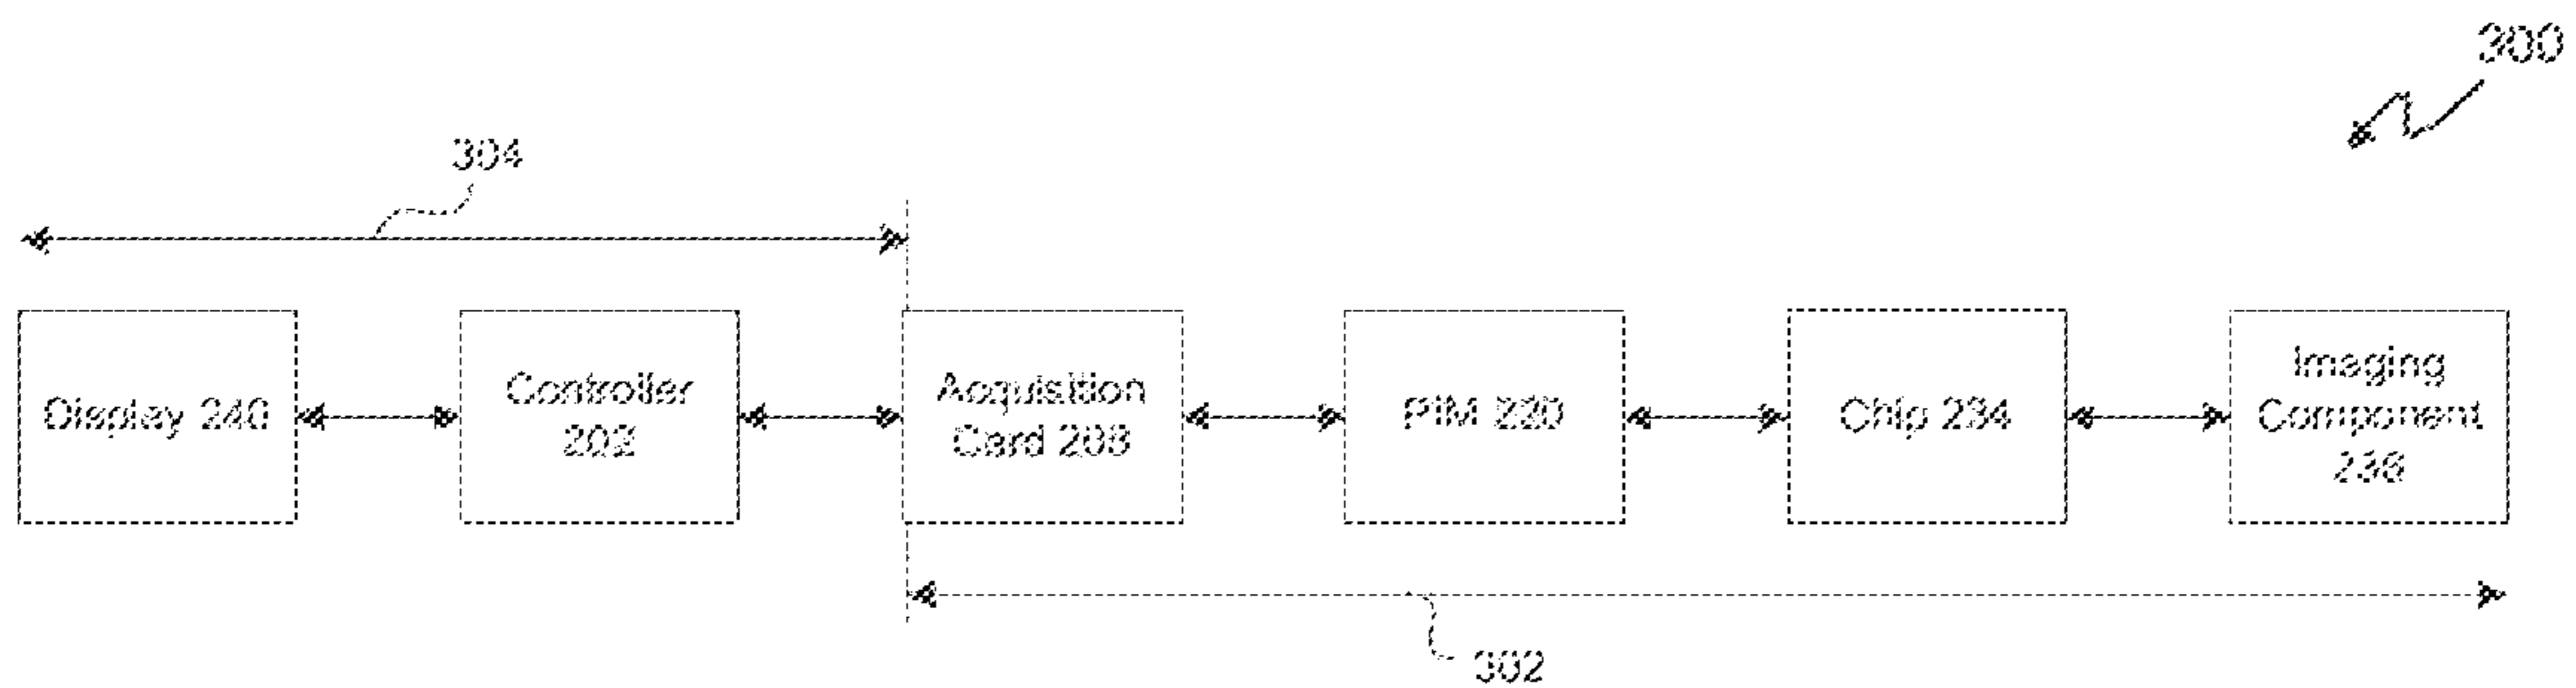 300
304
Display 240
Controller
202
Acquisition
Card 208
PIM 220
Chip 234
Imaging
Component
236
302